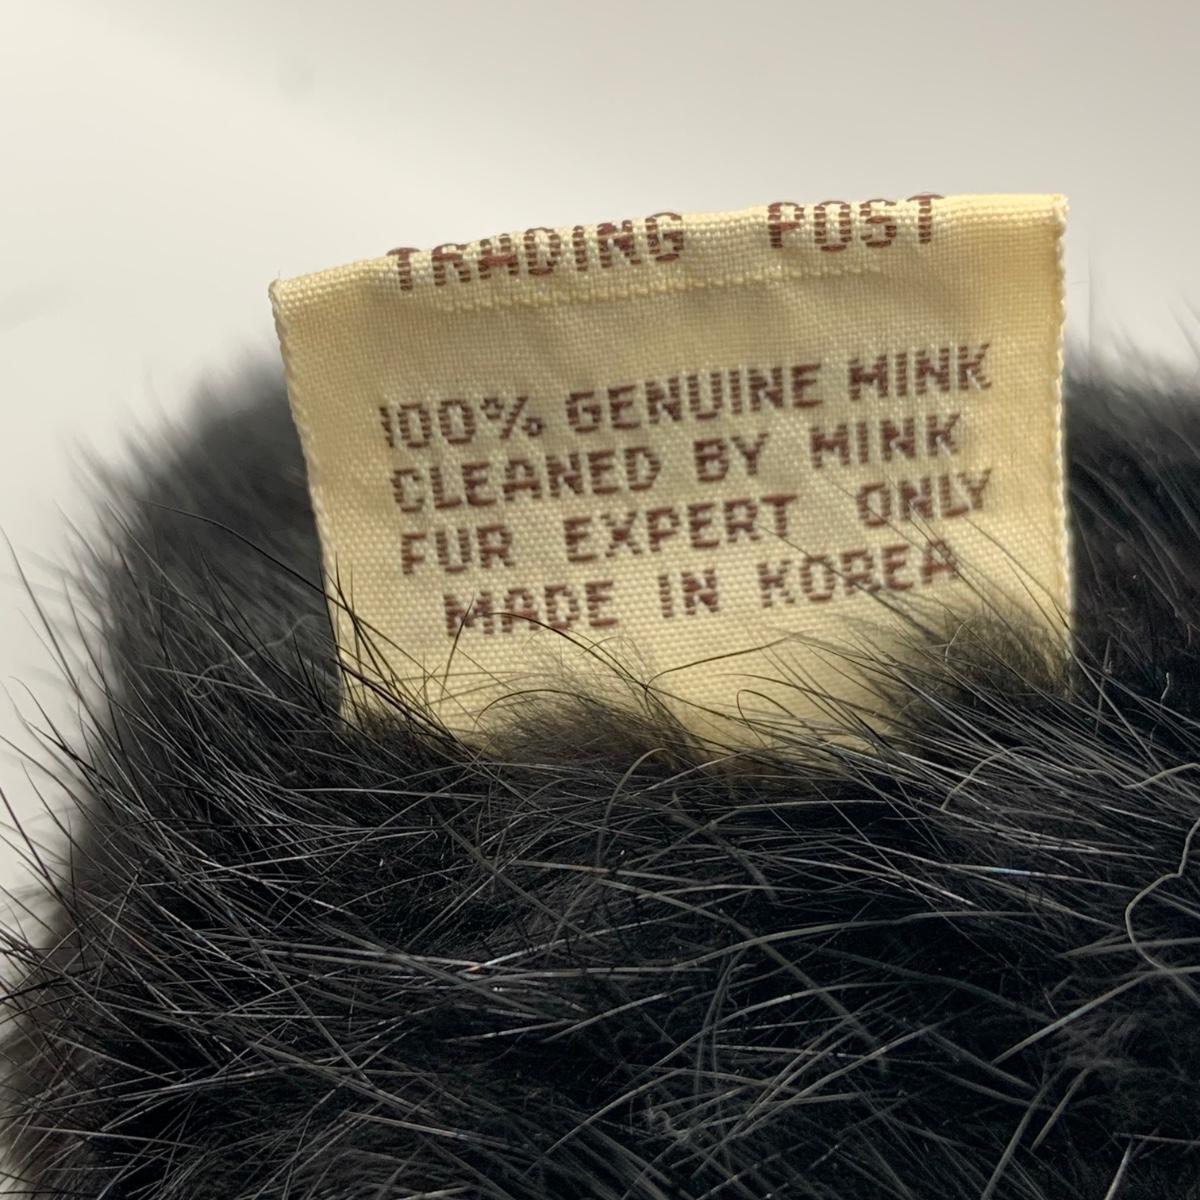 TRADING POST
100% GENUINE MINK
CLEANED BY MINK
FUR EXPERT ONLY
MADE IN KOREA